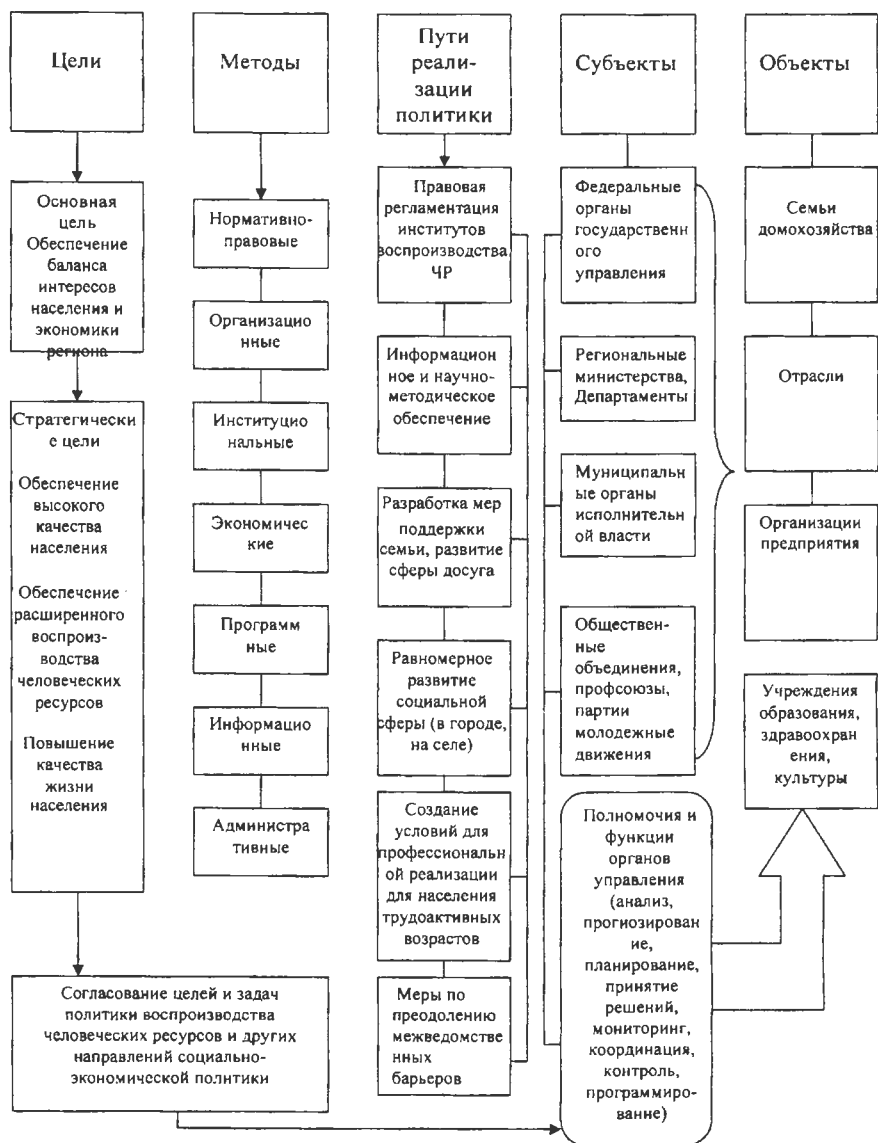 Цели
Методы
Пути
реали-
зации
политики
Субъекты
Объекты
Основная
цель
Обеспечение
баланса
интересов
населения и
экономики
региона
Стратегически
е цели
Обеспечение
высокого
качества
населения
Обеспечение
расширенного
воспроиз-
водства
человеческих
ресурсов
Повышение
качества
жизни
населения
Согласование целей и задач
политики воспроизводства
человеческих ресурсов и других
направлений социально-
экономической политики
Нормативно-
правовые
Организацио
нные
Институцио
нальные
Экономичес
кие
Программ
ные
Информацио
нные
Администра
тивные
Правовая
регламентация
институтов
воспроизводства
ЧР
Информацион
ное и научно-
методическое
обеспечение
Разработка мер
поддержки
семьи, развитие
сферы досуга
Равномерное
развитие
социальной
сферы (в городе,
на селе)
Создание
условий для
профессиональн
ой реализации
для населения
трудоактивных
возрастов
Меры по
преодолению
межведомстве
нных
барьеров
Федеральные
органы
государственн
ого
управления
Региональные
министерства,
Департаменты
Муниципальн
ые органы
исполнительн
ой власти
Обществен-
ные
объединения,
профсоюзы,
партии
молодежные
движения
Полномочия и
функции
органов
управления
(анализ,
прогиозирован
ие,
планирование,
принятие
решений,
мониторинг,
координация,
контроль,
программиро-
вание)
Семьи
домохозяйства
Отрасли
Организации
предприятия
Учреждения
образования,
здравоохран
ения,
культуры